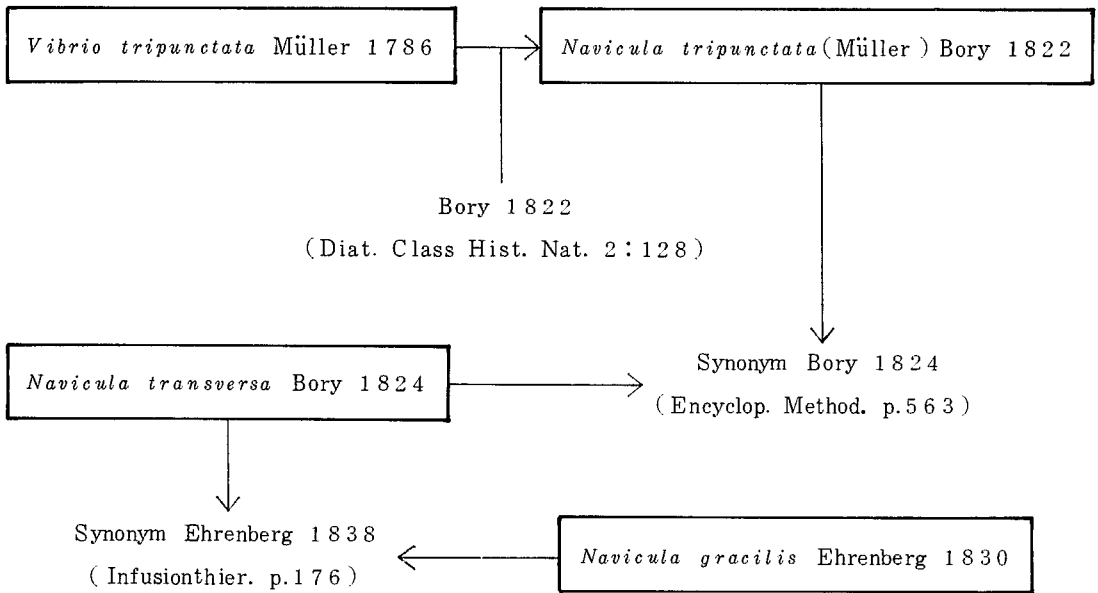 Vibrio tripunctata Müller 1786
Navicula tripunctata (Müller) Bory 1822
Bory 1822
(Diat. Class Hist. Nat. 2:128)
Synonym Bory 1824
(Encyclop. Method. p.563)
Navicula transversa Bory 1824
Synonym Ehrenberg 1838
(Infusionthier. p.176)
Navicula gracilis Ehrenberg 1830